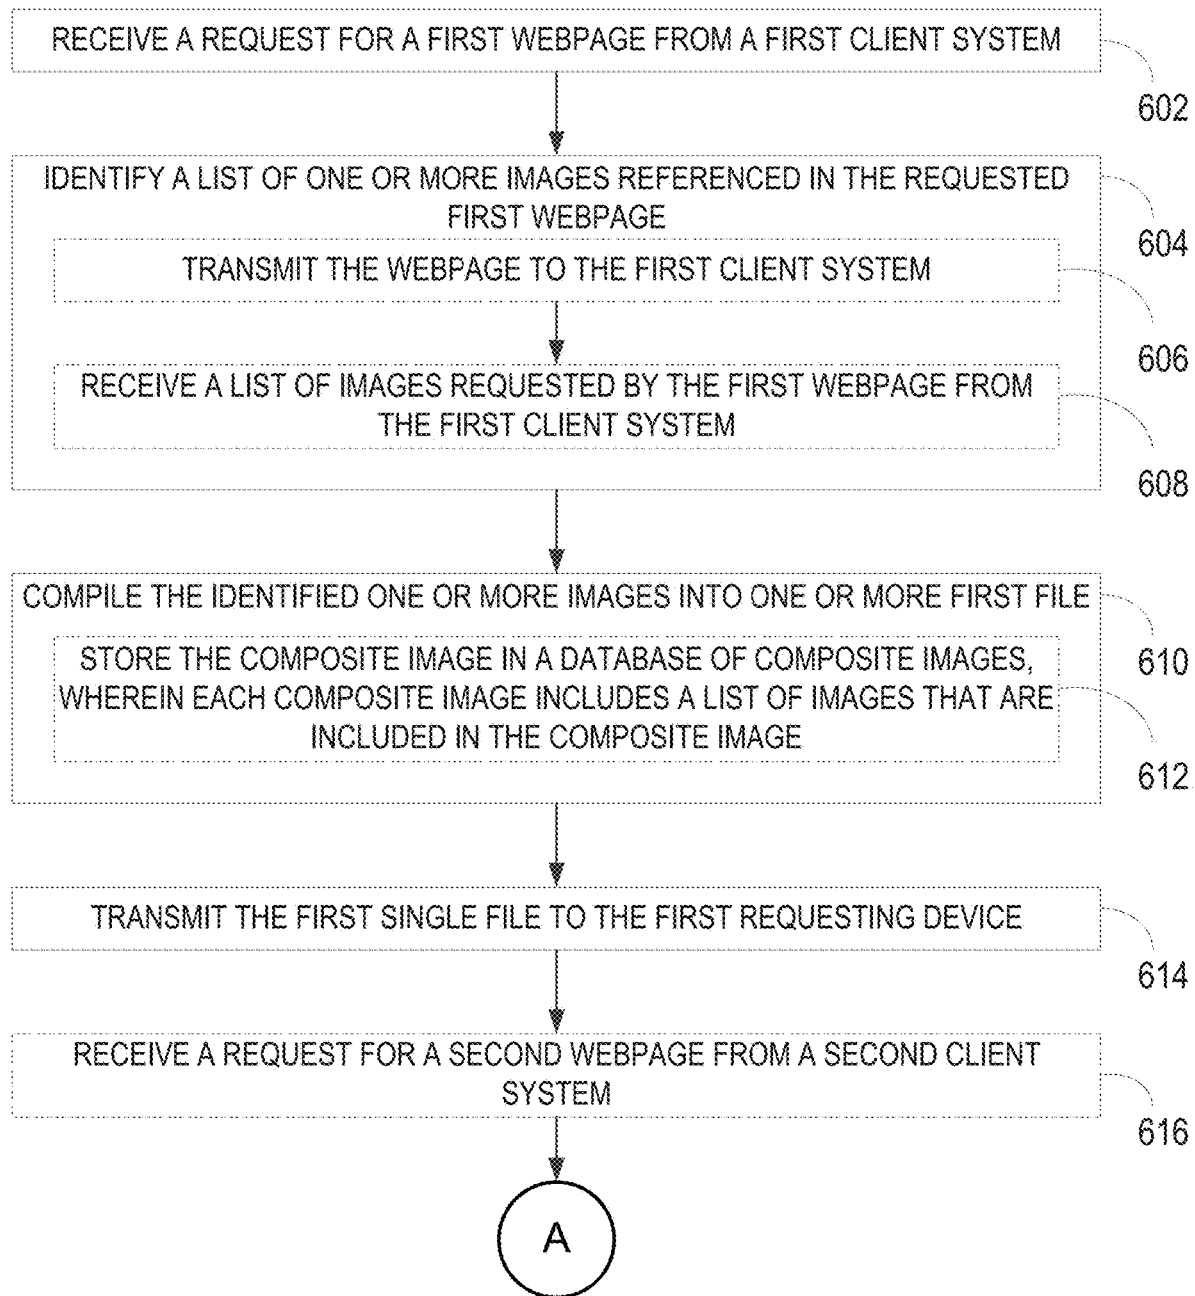 RECEIVE A REQUEST FOR A FIRST WEBPAGE FROM A FIRST CLIENT SYSTEM
602
IDENTIFY A LIST OF ONE OR MORE IMAGES REFERENCED IN THE REQUESTED
FIRST WEBPAGE
604
TRANSMIT THE WEBPAGE TO THE FIRST CLIENT SYSTEM
606
RECEIVE A LIST OF IMAGES REQUESTED BY THE FIRST WEBPAGE FROM
THE FIRST CLIENT SYSTEM
608
COMPILE THE IDENTIFIED ONE OR MORE IMAGES INTO ONE OR MORE FIRST FILE
610
STORE THE COMPOSITE IMAGE IN A DATABASE OF COMPOSITE IMAGES,
WHEREIN EACH COMPOSITE IMAGE INCLUDES A LIST OF IMAGES THAT ARE
INCLUDED IN THE COMPOSITE IMAGE
612
TRANSMIT THE FIRST SINGLE FILE TO THE FIRST REQUESTING DEVICE
614
RECEIVE A REQUEST FOR A SECOND WEBPAGE FROM A SECOND CLIENT
SYSTEM
616
A